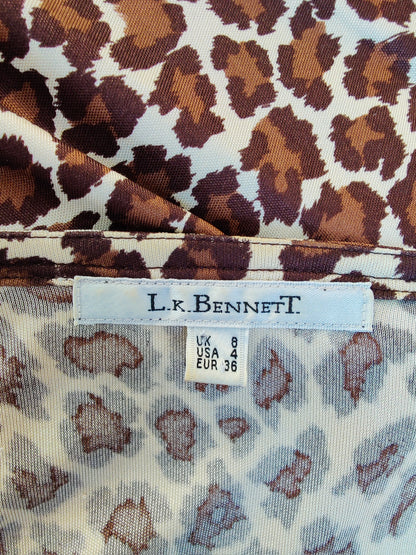 L.K. BENNETT
UK 8
USA 4
EUR 36